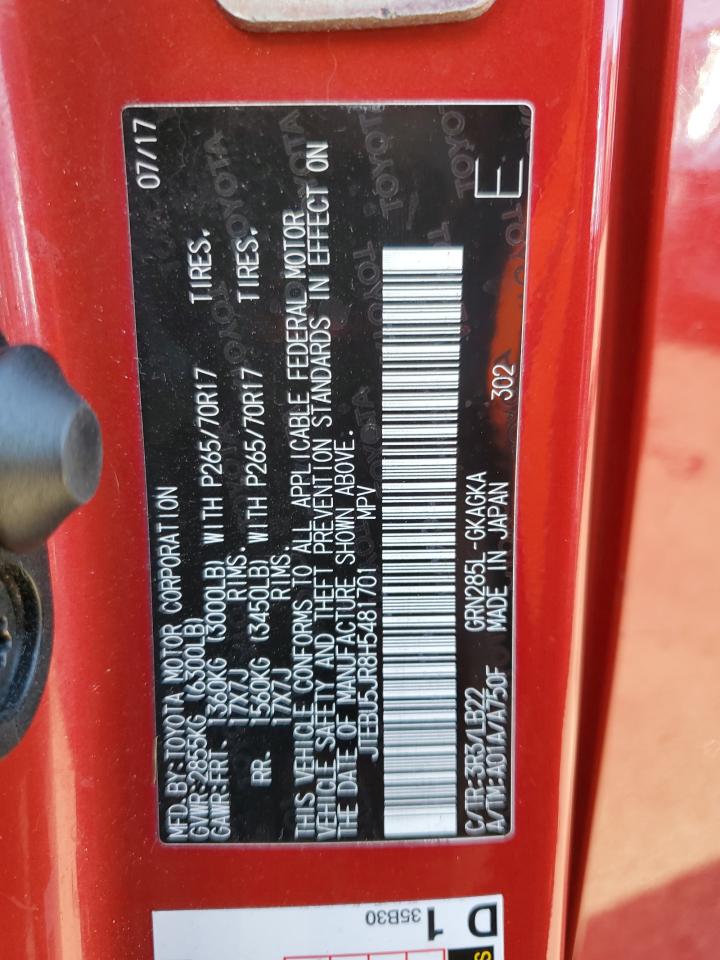 MFD.BY:TOYOTA MOTOR CORPORATION 07/17
GVWR:2855KG (6300LB)
GAWR:FRT. 1360KG (3000LB) WITH P265/70R17 TIRES.
17X7J RIMS.
RR. 1560KG (3450LB) WITH P265/70R17 TIRES.
17X7J RIMS.
THIS VEHICLE CONFORMS TO ALL APPLICABLE FEDERAL MOTOR
VEHICLE SAFETY AND THEFT PREVENTION STANDARDS IN EFFECT ON
THE DATE OF MANUFACTURE SHOWN ABOVE.
JTEBU5JR8H5481701 MPV
C/TR:3R3/LB22 GRN285L-GKAGKA
A/TM:A01A/A750F MADE IN JAPAN 302 E
D 1
35B30